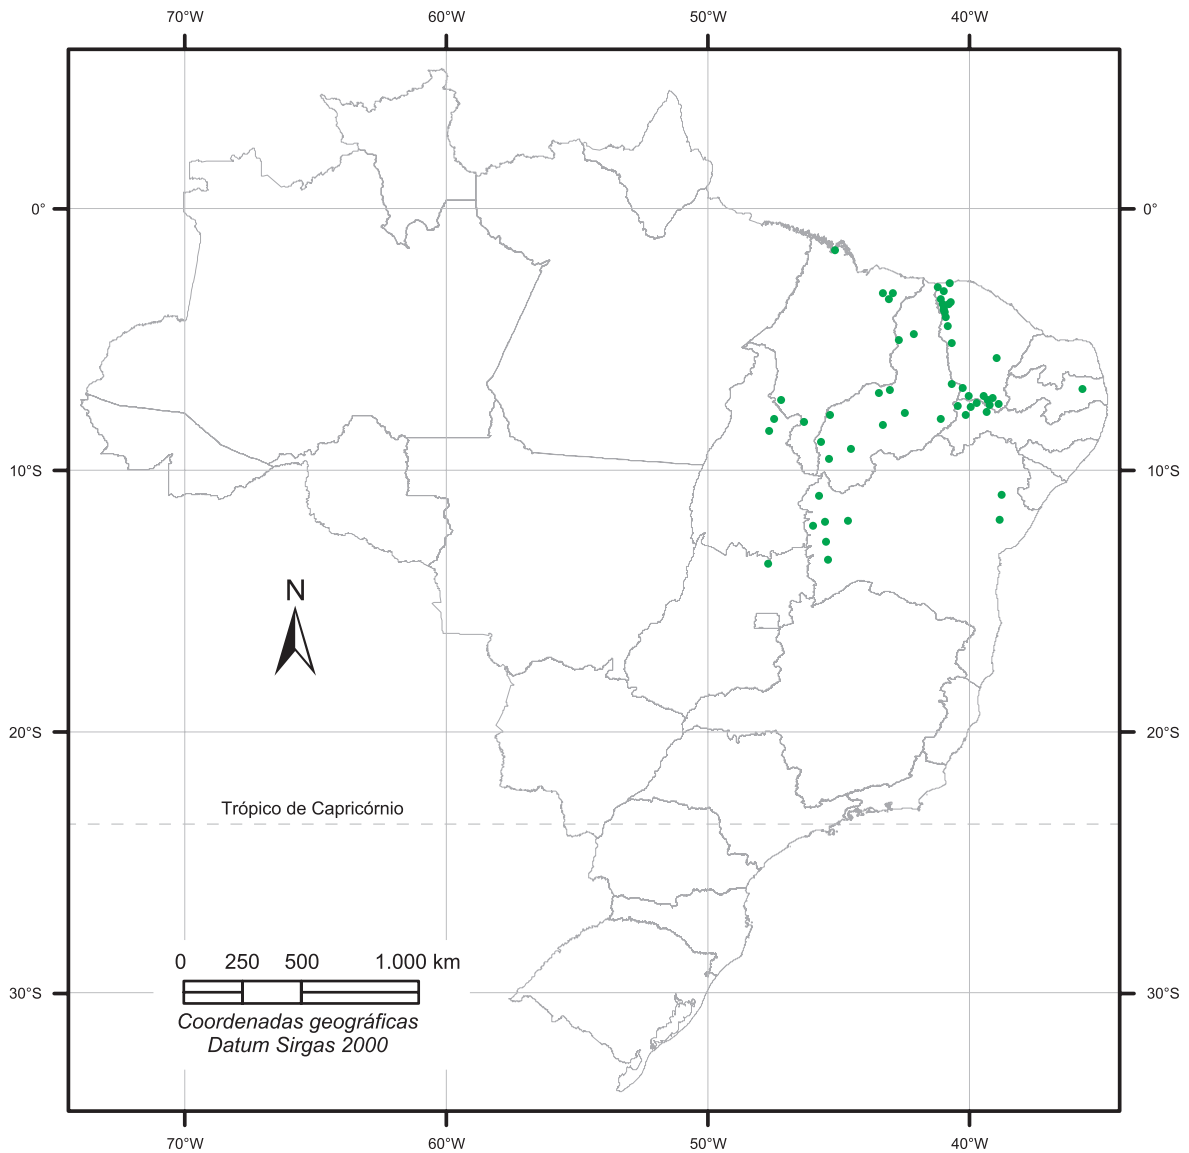 70°W 60°W 50°W 40°W
0° 0°
10°S 10°S
N
20°S 20°S
Trópico de Capricórnio
0 250 500 1.000 km
30°S 30°S
Coordenadas geográficas
Datum Sirgas 2000
70°W 60°W 50°W 40°W